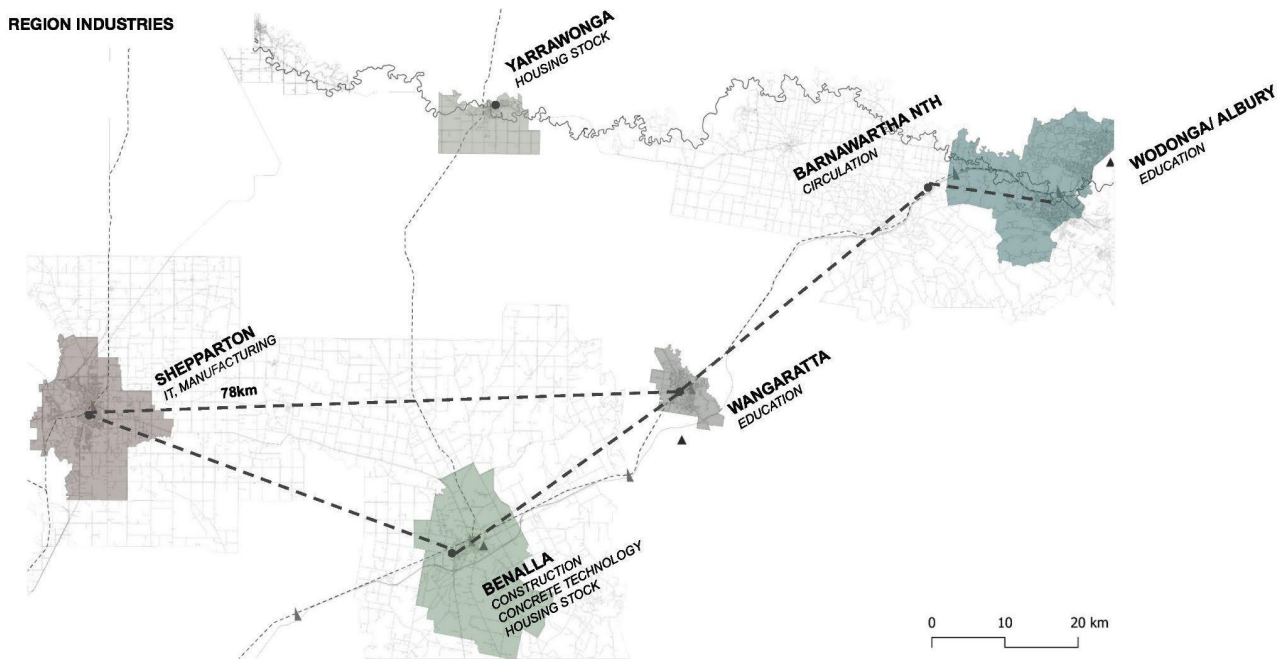 REGION INDUSTRIES
YARRAWONGA
HOUSING STOCK
BARNAWARTHA NTH
CIRCULATION
WODONGA/ ALBURY
EDUCATION
SHEPPARTON
IT, MANUFACTURING
78km
WANGARATTA
EDUCATION
BENALLA
CONSTRUCTION
CONCRETE TECHNOLOGY
HOUSING STOCK
0 10 20 km